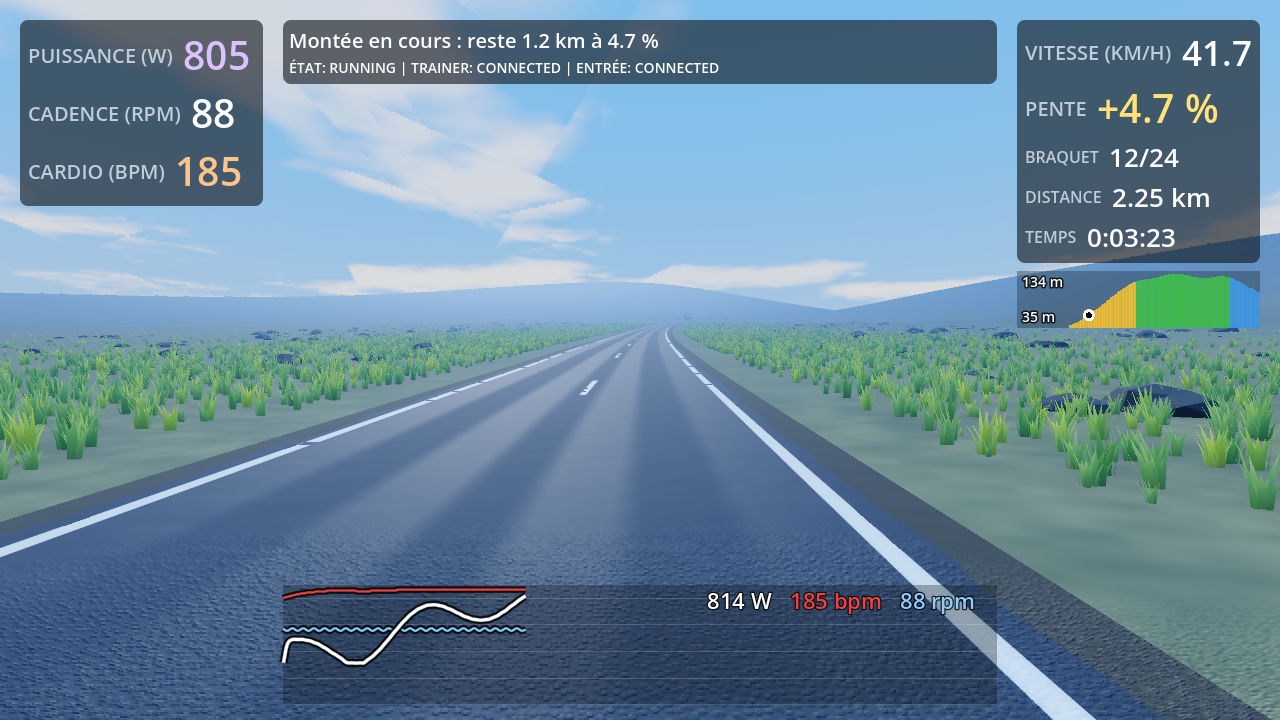 PUISSANCE (W) 805
CADENCE (RPM) 88
CARDIO (BPM) 185
Montée en cours : reste 1.2 km à 4.7 %
ÉTAT: RUNNING | TRAINER: CONNECTED | ENTRÉE: CONNECTED
VITESSE (KM/H) 41.7
PENTE +4.7 %
BRAQUET 12/24
DISTANCE 2.25 km
TEMPS 0:03:23
134 m
35 m
814 W 185 bpm 88 rpm